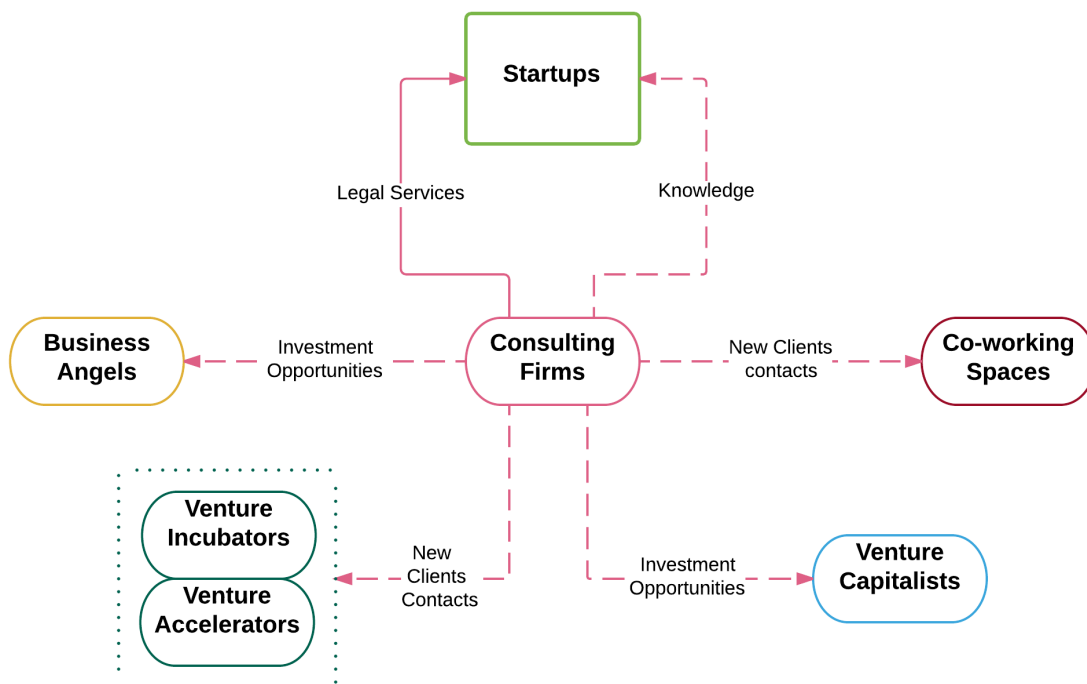 Startups
Legal Services
Knowledge
Business
Angels
Investment
Opportunities
Consulting
Firms
New Clients
contacts
Co-working
Spaces
Venture
Incubators
Venture
Accelerators
New
Clients
Contacts
Investment
Opportunities
Venture
Capitalists